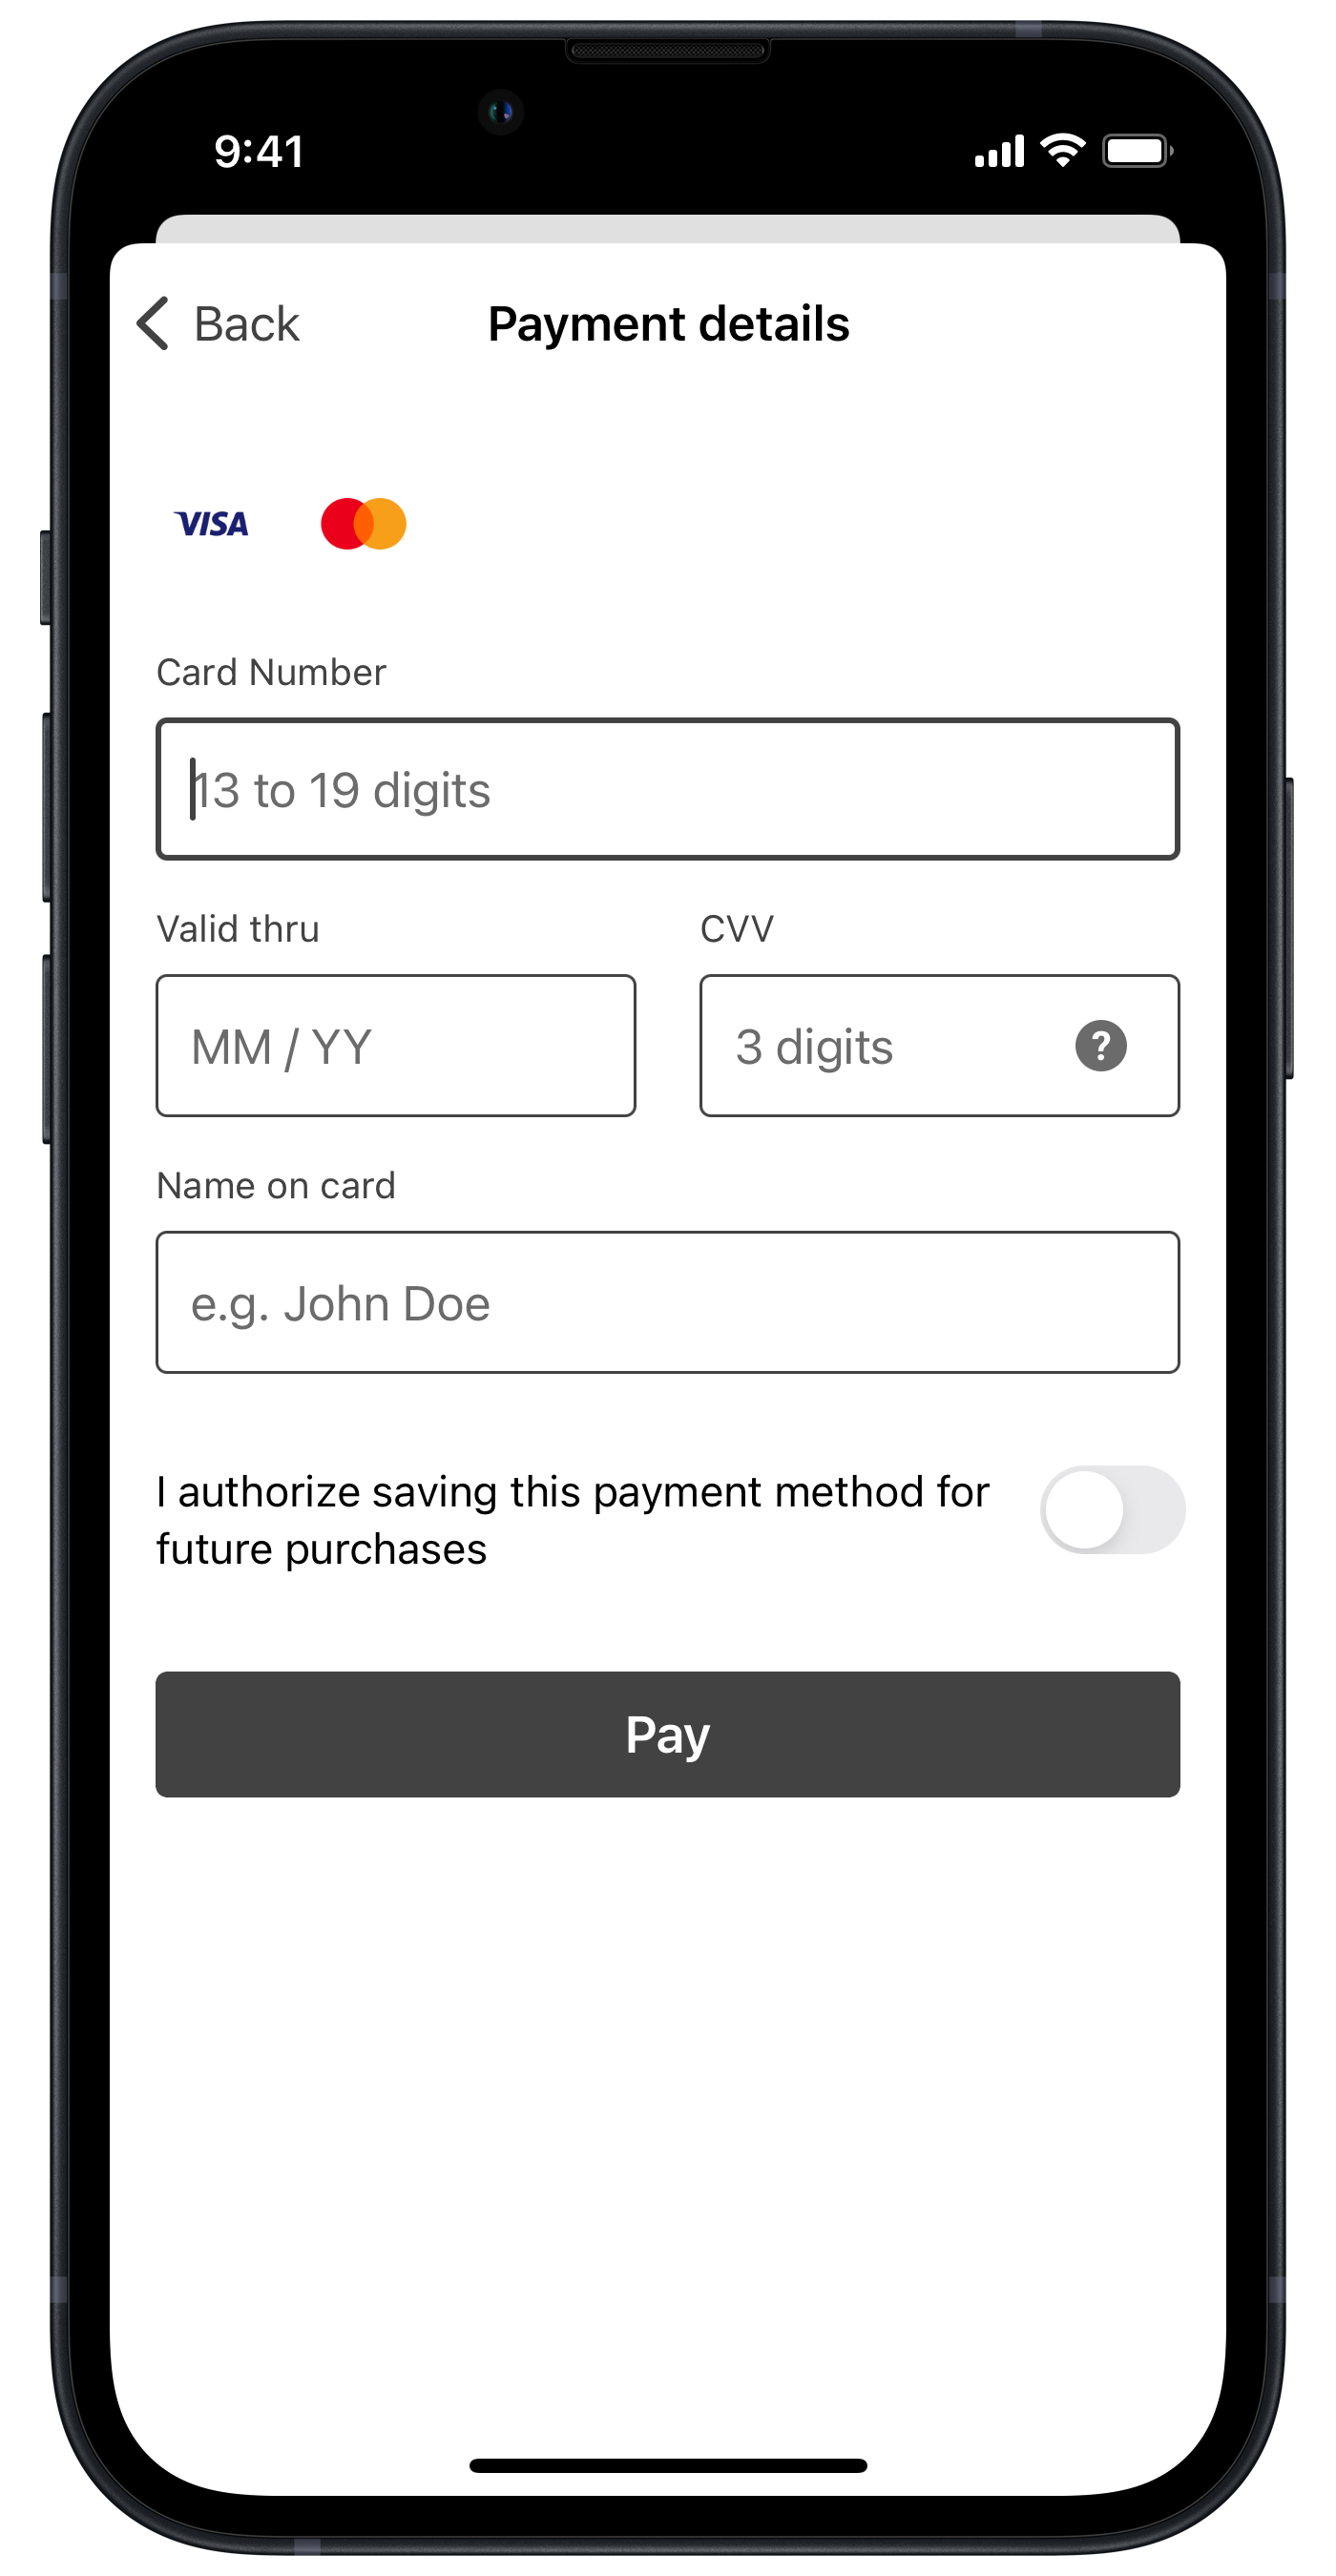 9:41
Back
Payment details
VISA
Card Number
13 to 19 digits
Valid thru
CVV
MM / YY
3 digits
?
Name on card
e.g. John Doe
I authorize saving this payment method for
future purchases
Pay